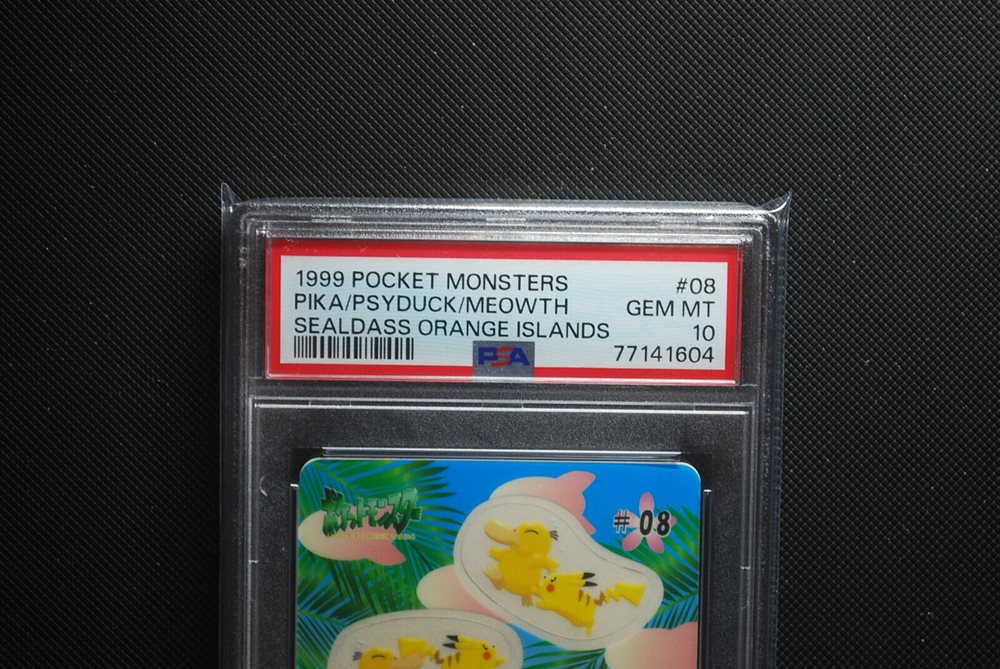 1999 POCKET MONSTERS #08
PIKA/PSYDUCK/MEOWTH GEM MT
SEALDASS ORANGE ISLANDS 10
PSA 77141604
ポケットモンスター
#08